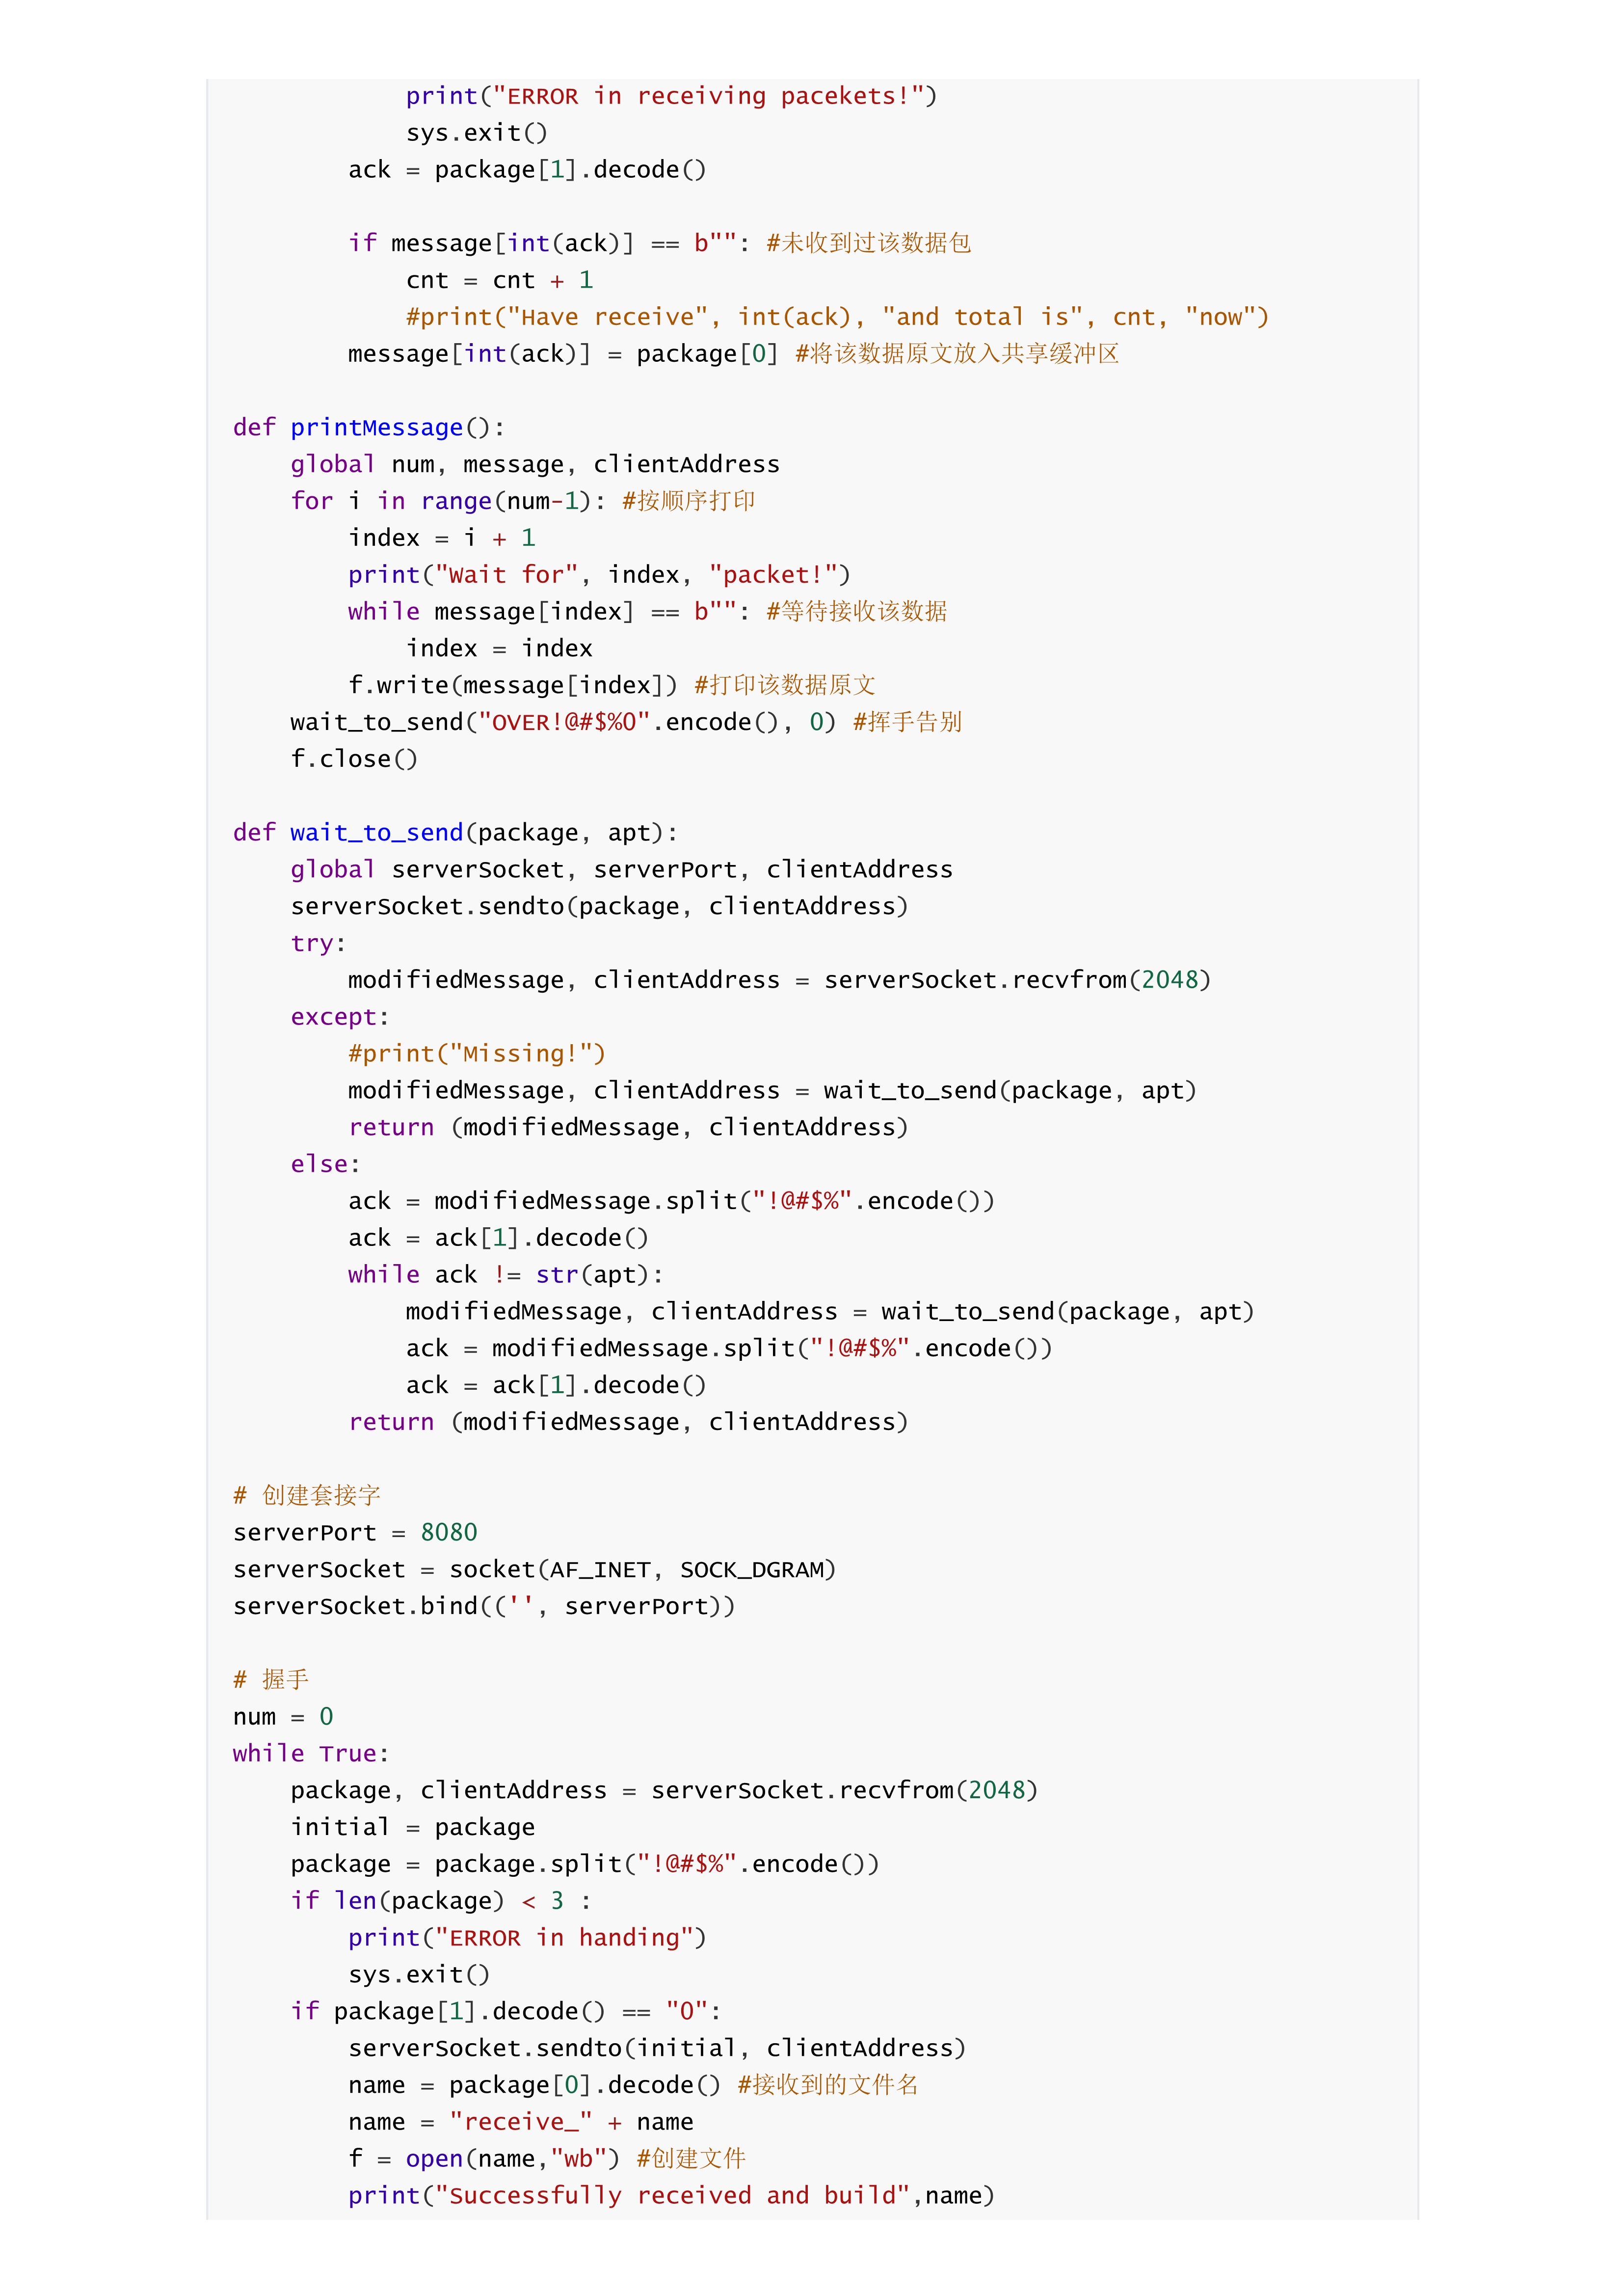 print("ERROR in receiving pacekets!")
            sys.exit()
        ack = package[1].decode()

        if message[int(ack)] == b"": #未收到过该数据包
            cnt = cnt + 1
            #print("Have receive", int(ack), "and total is", cnt, "now")
        message[int(ack)] = package[0] #将该数据原文放入共享缓冲区

def printMessage():
    global num, message, clientAddress
    for i in range(num-1): #按顺序打印
        index = i + 1
        print("Wait for", index, "packet!")
        while message[index] == b"": #等待接收该数据
            index = index
        f.write(message[index]) #打印该数据原文
    wait_to_send("OVER!@#$%0".encode(), 0) #挥手告别
    f.close()

def wait_to_send(package, apt):
    global serverSocket, serverPort, clientAddress
    serverSocket.sendto(package, clientAddress)
    try:
        modifiedMessage, clientAddress = serverSocket.recvfrom(2048)
    except:
        #print("Missing!")
        modifiedMessage, clientAddress = wait_to_send(package, apt)
        return (modifiedMessage, clientAddress)
    else:
        ack = modifiedMessage.split("!@#$%".encode())
        ack = ack[1].decode()
        while ack != str(apt):
            modifiedMessage, clientAddress = wait_to_send(package, apt)
            ack = modifiedMessage.split("!@#$%".encode())
            ack = ack[1].decode()
        return (modifiedMessage, clientAddress)

# 创建套接字
serverPort = 8080
serverSocket = socket(AF_INET, SOCK_DGRAM)
serverSocket.bind(('', serverPort))

# 握手
num = 0
while True:
    package, clientAddress = serverSocket.recvfrom(2048)
    initial = package
    package = package.split("!@#$%".encode())
    if len(package) < 3 :
        print("ERROR in handing")
        sys.exit()
    if package[1].decode() == "0":
        serverSocket.sendto(initial, clientAddress)
        name = package[0].decode() #接收到的文件名
        name = "receive_" + name
        f = open(name,"wb") #创建文件
        print("Successfully received and build",name)